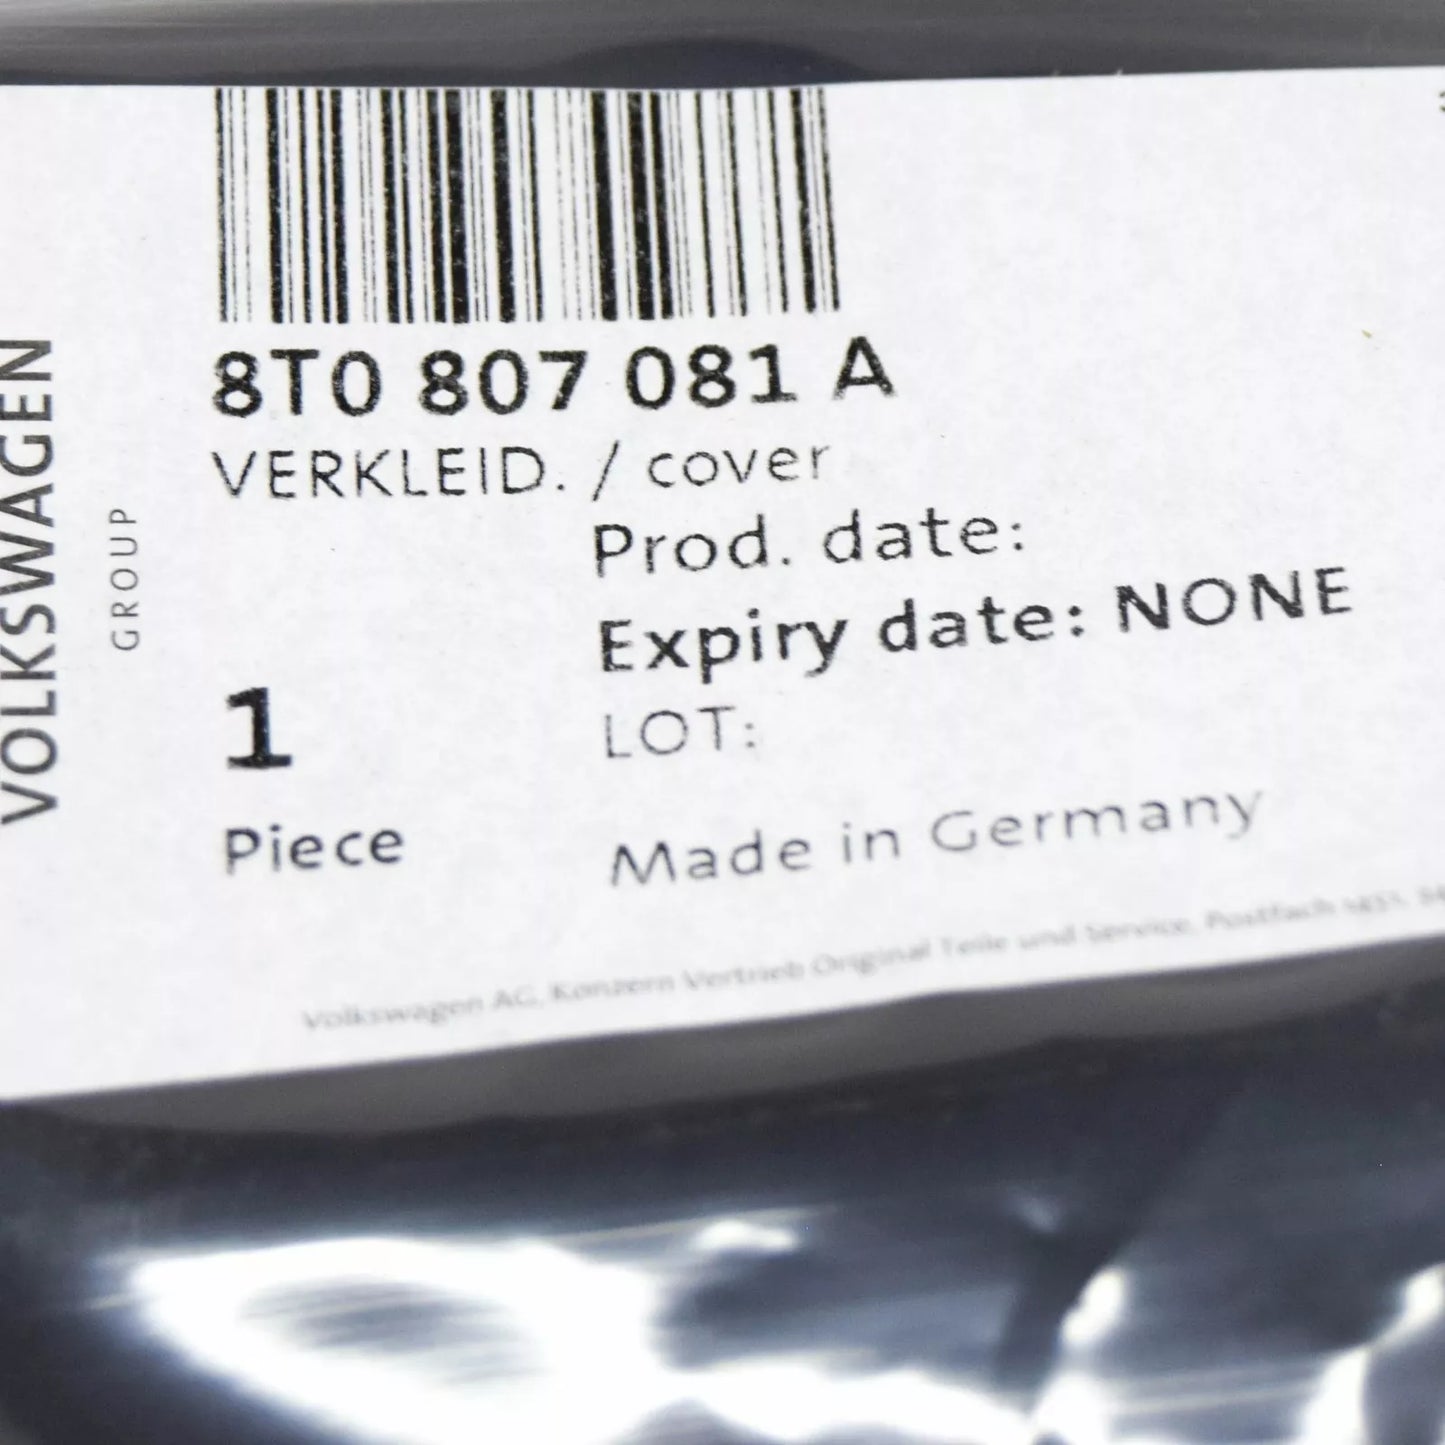 8T0 807 081 A
VERKLEID. / cover
Prod. date:
Expiry date: NONE
LOT:
1
Piece
Made in Germany
Volkswagen AG, Konzern Vertrieb Original Teile und Service, Postfach
VOLKSWAGEN
GROUP